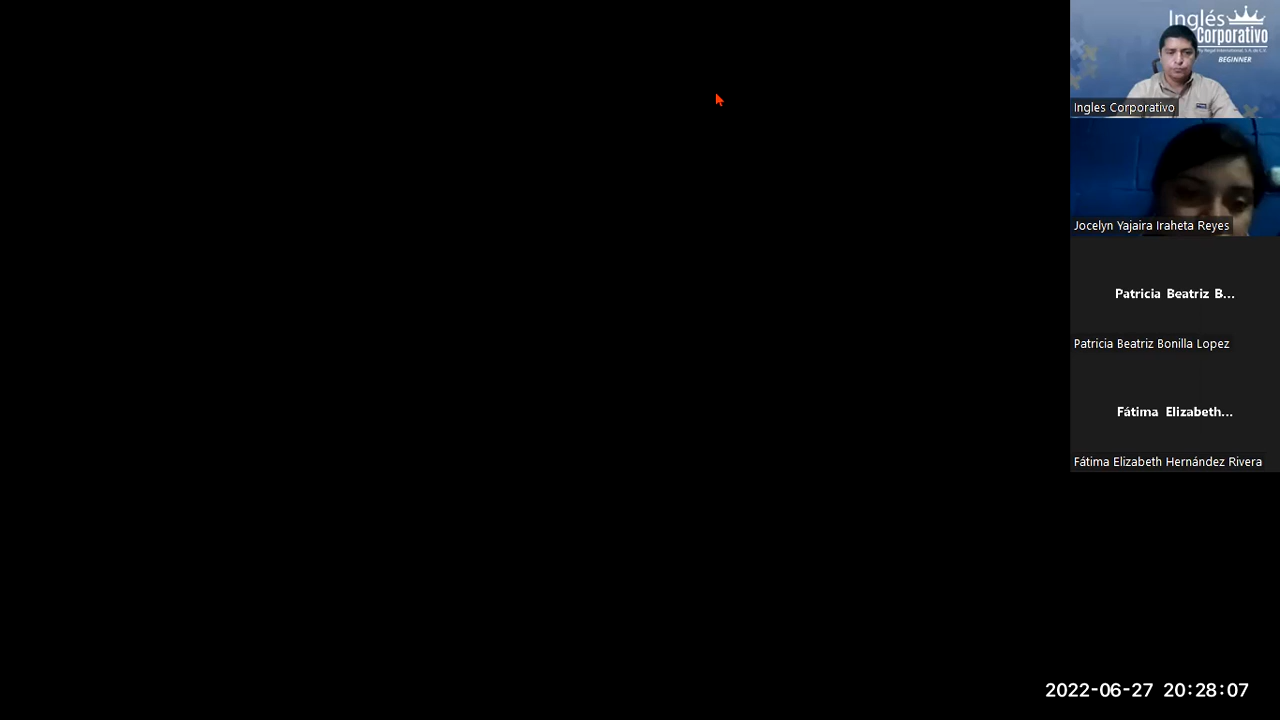 Inglés
Corporativo
BEGINNER
Ingles Corporativo
Jocelyn Yajaira Iraheta Reyes
Patricia Beatriz B...
Patricia Beatriz Bonilla Lopez
Fátima Elizabeth...
Fátima Elizabeth Hernández Rivera
2022-06-27 20:28:07